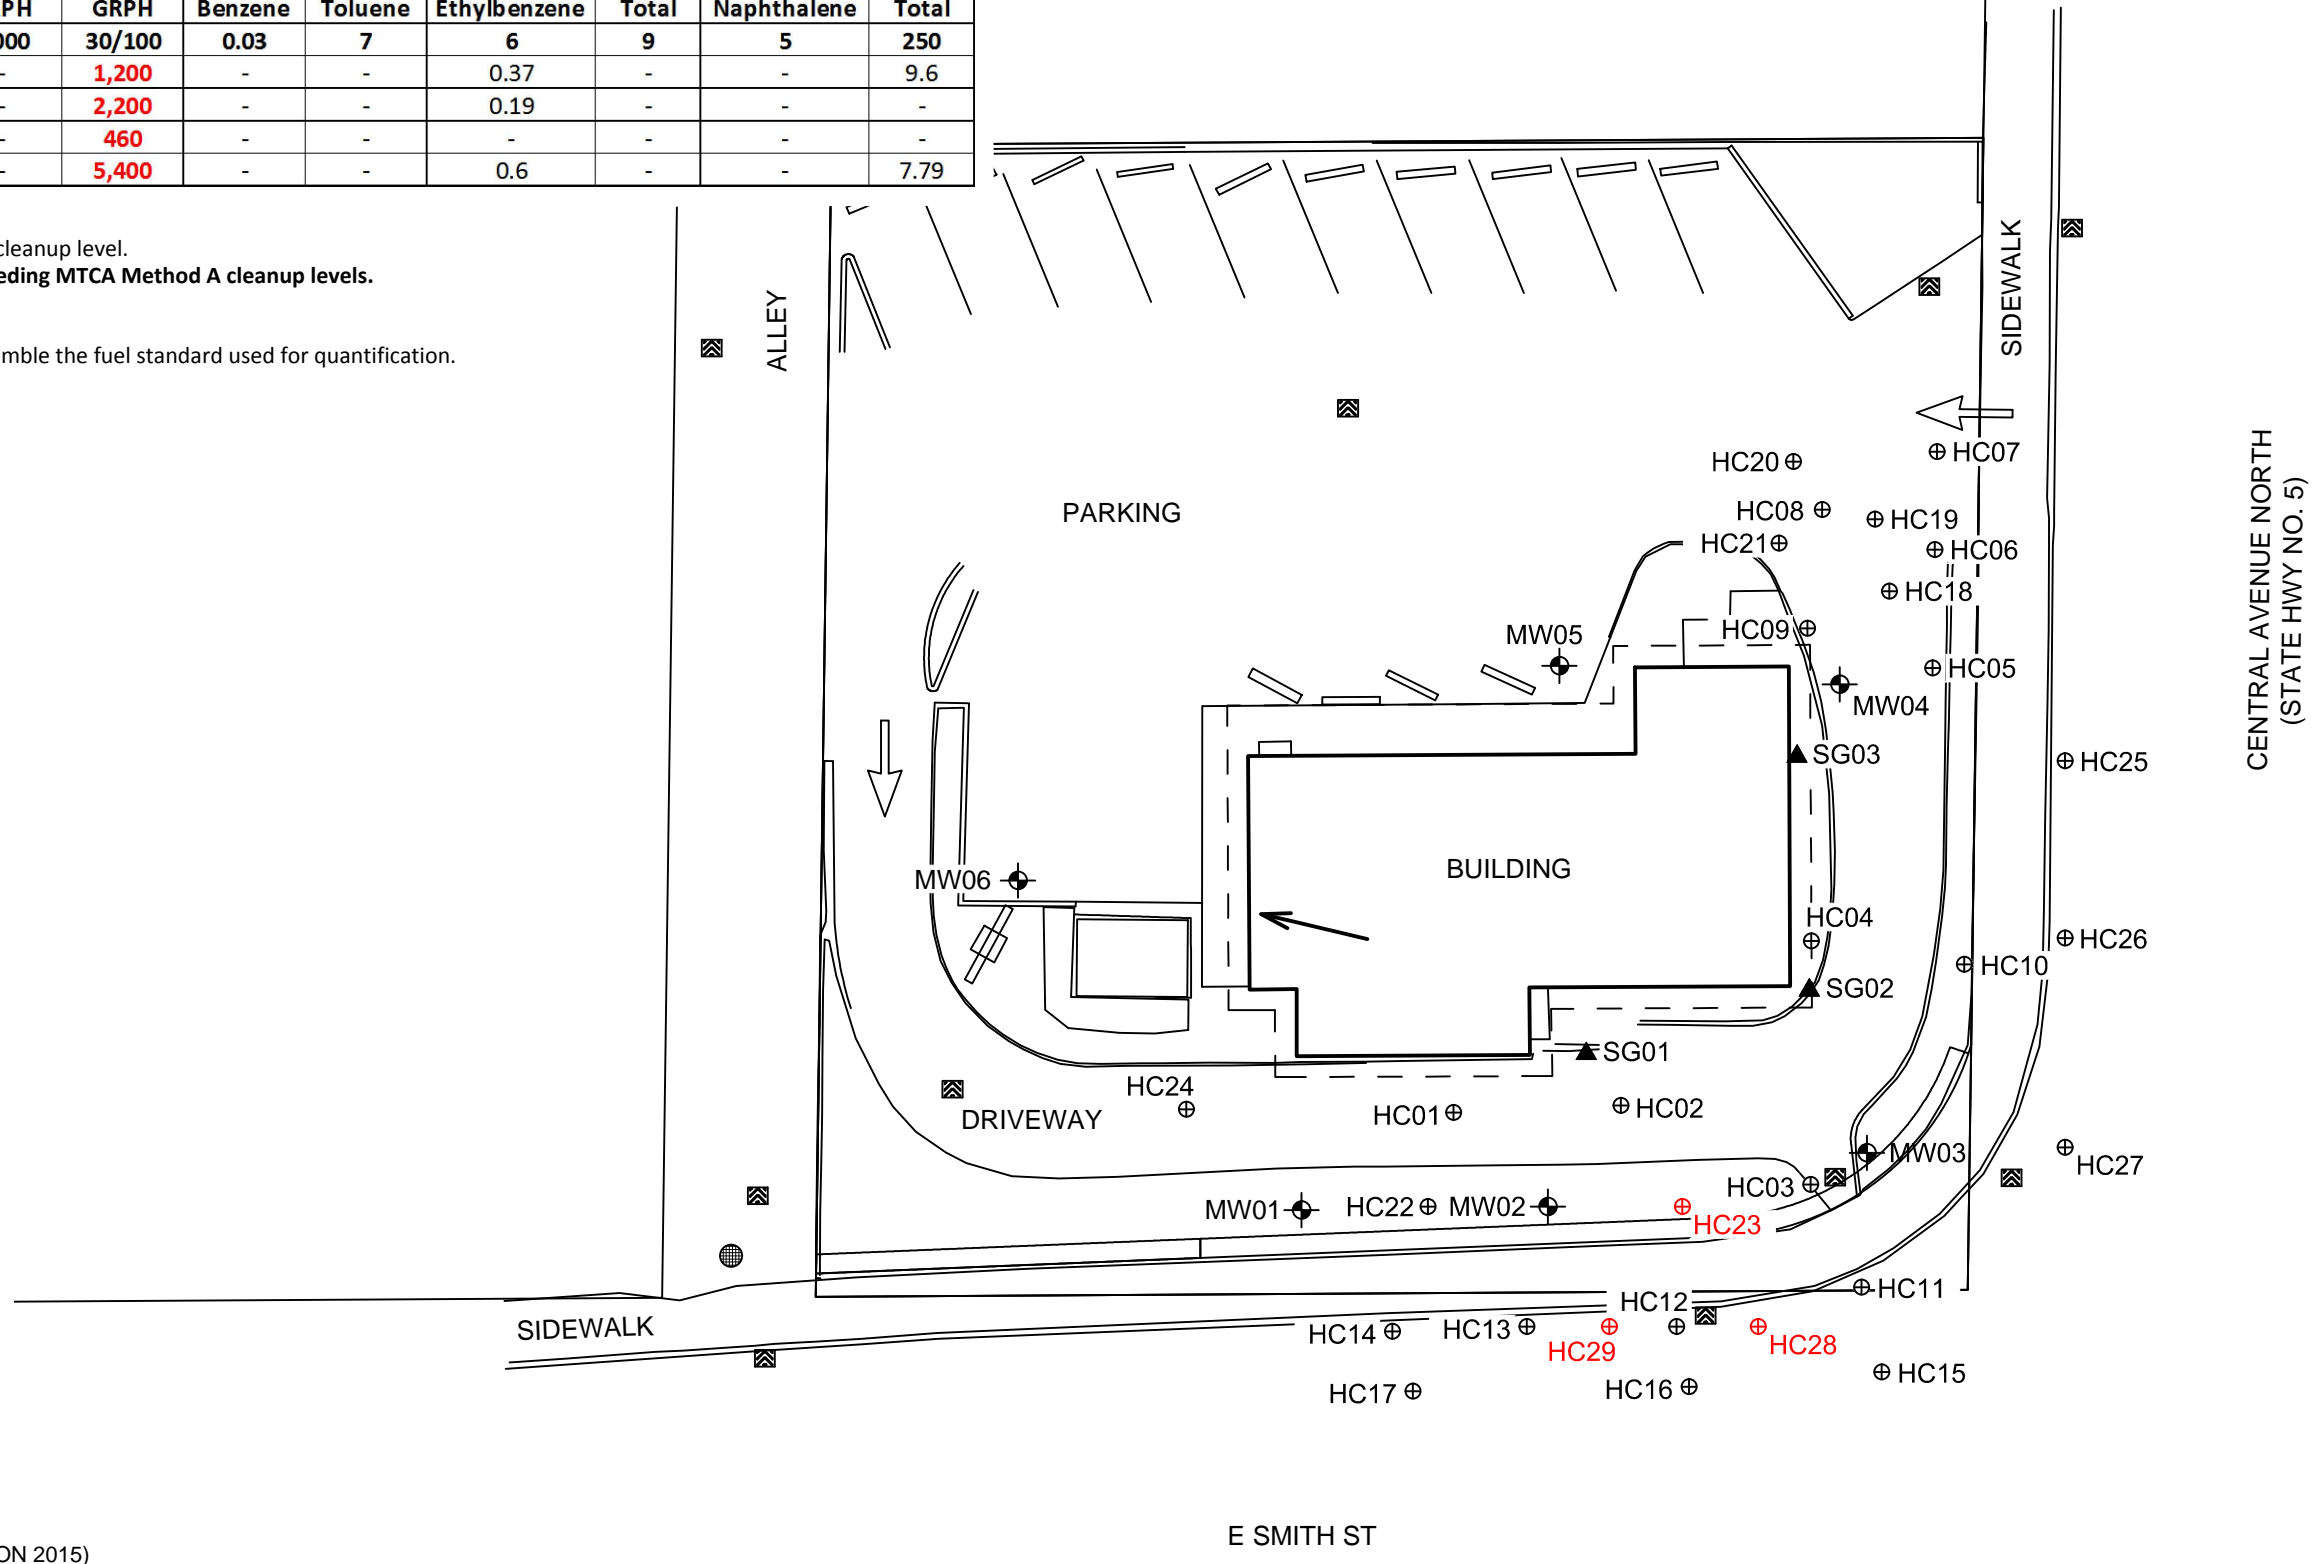 PH GRPH Benzene Toluene Ethylbenzene Total Naphthalene Total
000 30/100 0.03 7 6 9 5 250
- 1,200 - - 0.37 - - 9.6
- 2,200 - - 0.19 - - -
- 460 - - - - - -
- 5,400 - - 0.6 - - 7.79
cleanup level.
eding MTCA Method A cleanup levels.
mble the fuel standard used for quantification.
ALLEY
SIDEWALK
CENTRAL AVENUE NORTH
(STATE HWY NO. 5)
HC07
HC20
PARKING
HC08
HC19
HC21
HC06
HC18
HC09
MW05
HC05
MW04
SG03
HC25
BUILDING
MW06
HC04
HC26
HC10
SG02
SG01
HC24
HC01
HC02
DRIVEWAY
MW03
HC27
HC03
MW01
HC22
MW02
HC23
HC11
HC12
SIDEWALK
HC14
HC13
HC29
HC28
HC15
HC17
HC16
E SMITH ST
ON 2015)